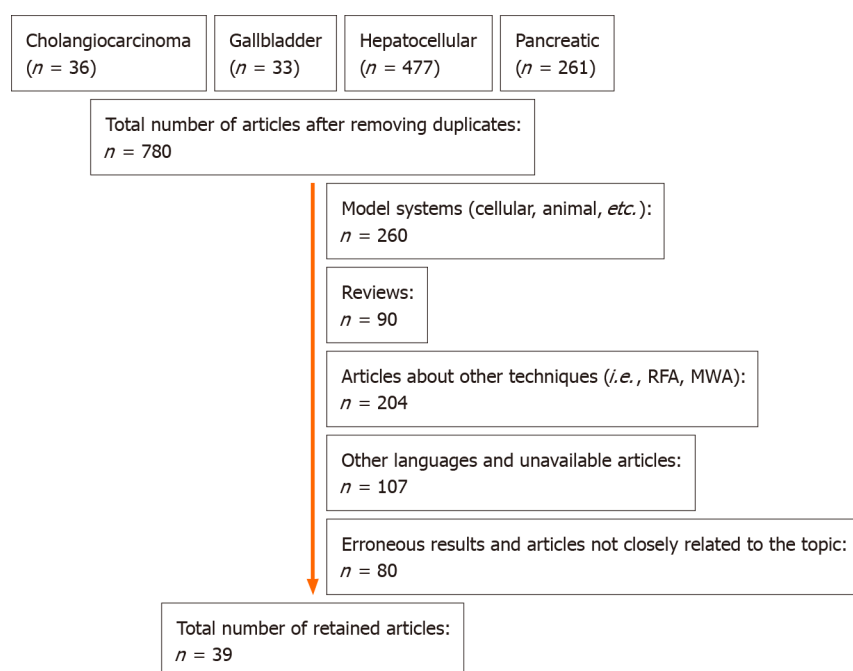 Cholangiocarcinoma
(n = 36)
Gallbladder
(n = 33)
Hepatocellular
(n = 477)
Pancreatic
(n = 261)
Total number of articles after removing duplicates:
n = 780
Model systems (cellular, animal, etc.):
n = 260
Reviews:
n = 90
Articles about other techniques (i.e., RFA, MWA):
n = 204
Other languages and unavailable articles:
n = 107
Erroneous results and articles not closely related to the topic:
n = 80
Total number of retained articles:
n = 39